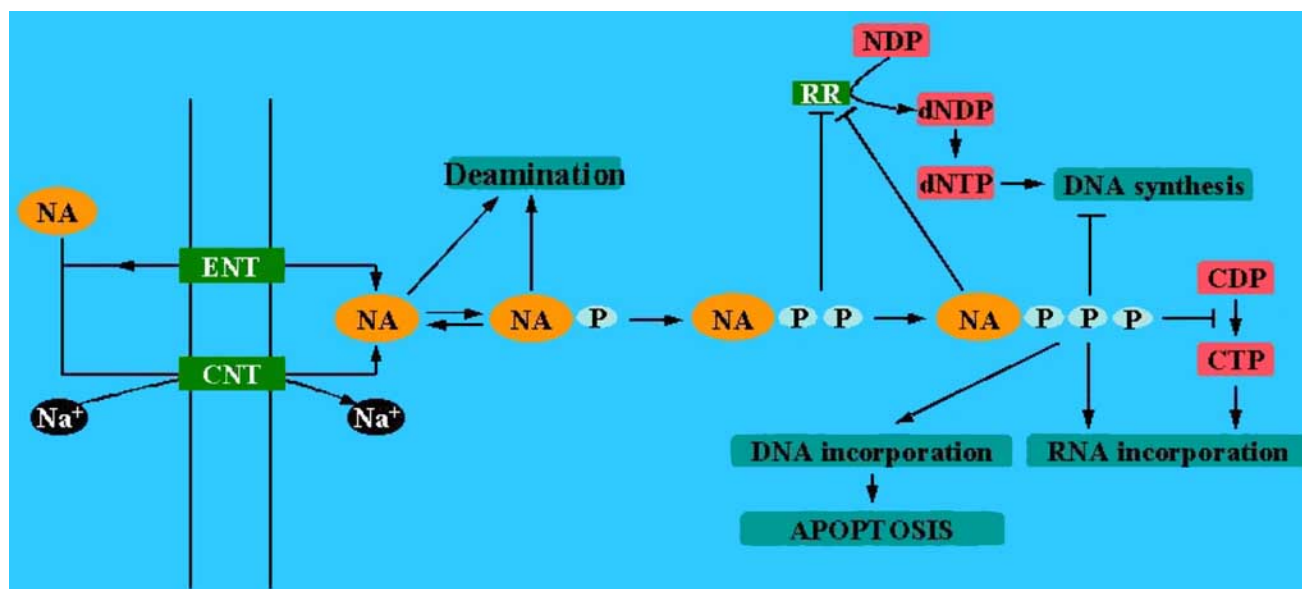 NDP
RR
dNDP
Deamination
dNTP
DNA synthesis
NA
ENT
CDP
NA
NA P
NA P P
NA P P P
CNT
CTP
Na⁺
Na⁺
DNA incorporation
RNA incorporation
APOPTOSIS